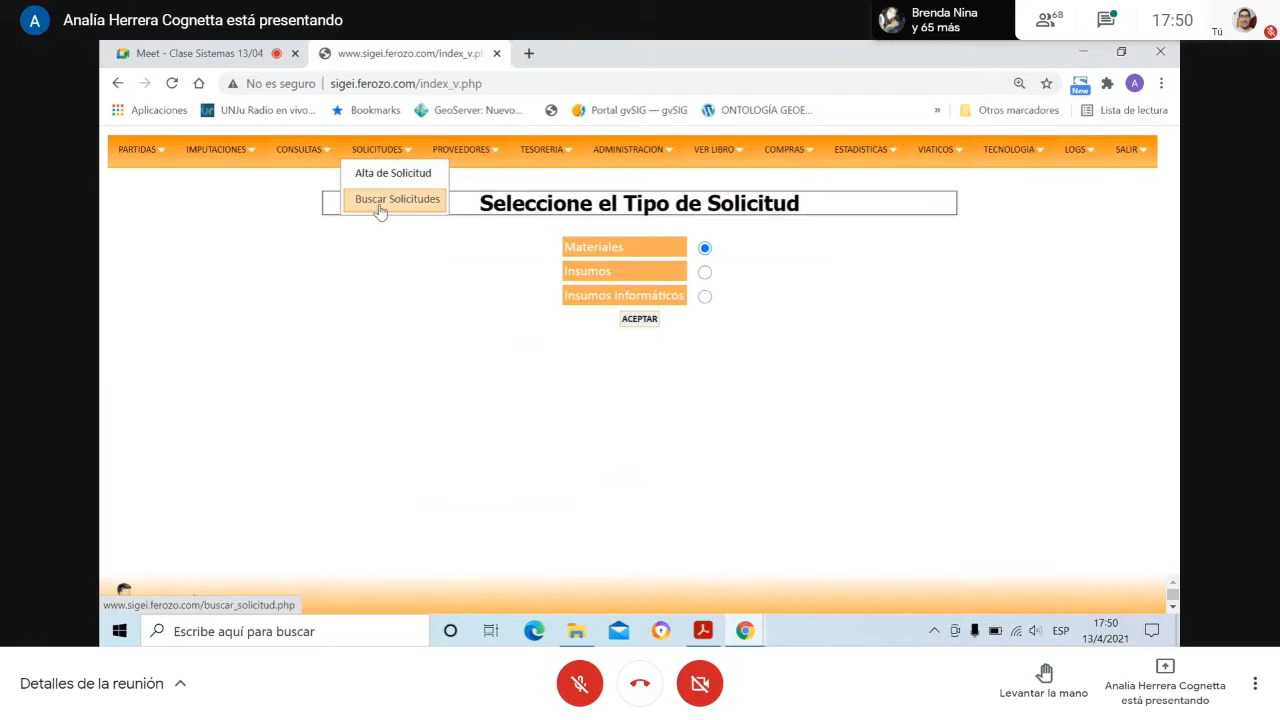 A
Analía Herrera Cognetta está presentando
Brenda Nina
y 65 más
68
17:50
Tú
Meet - Clase Sistemas 13/04
www.sigei.ferozo.com/index_v.p
No es seguro
sigei.ferozo.com/index_v.php
A
New
Aplicaciones
UNJu Radio en vivo...
Bookmarks
GeoServer: Nuevo...
Portal gvSIG — gvSIG
ONTOLOGÍA GEOE...
»
Otros marcadores
Lista de lectura
PARTIDAS
IMPUTACIONES
CONSULTAS
SOLICITUDES
PROVEEDORES
TESORERIA
ADMINISTRACION
VER LIBRO
COMPRAS
ESTADISTICAS
VIATICOS
TECNOLOGIA
LOGS
SALIR
Alta de Solicitud
Buscar Solicitudes
Seleccione el Tipo de Solicitud
Materiales
Insumos
Insumos informáticos
ACEPTAR
www.sigei.ferozo.com/buscar_solicitud.php
Escribe aquí para buscar
ESP
17:50
13/4/2021
Detalles de la reunión
Levantar la mano
Analía Herrera Cognetta
está presentando